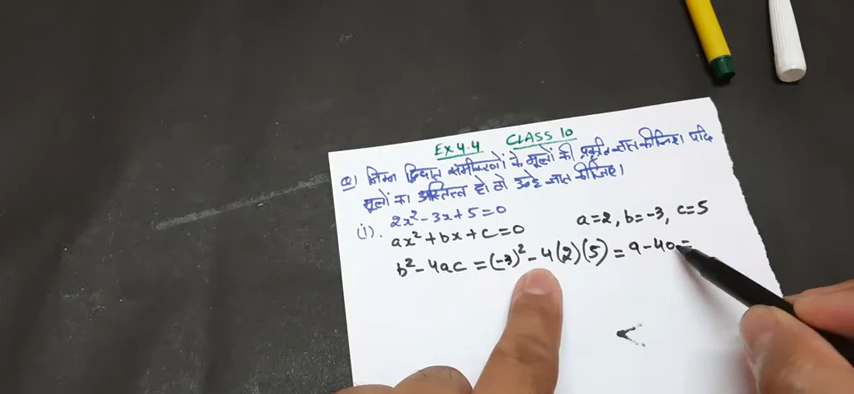 EX 4.4 CLASS 10
Q1 निम्न द्विघात समीकरणों के मूलों की प्रकृति ज्ञात कीजिए। यदि
मूलों का अस्तित्व हो तो उन्हें ज्ञात कीजिए।
(i). 2x² - 3x + 5 = 0
ax² + bx + c = 0 a = 2, b = -3, c = 5
b² - 4ac = (-3)² - 4(2)(5) = 9 - 40 =